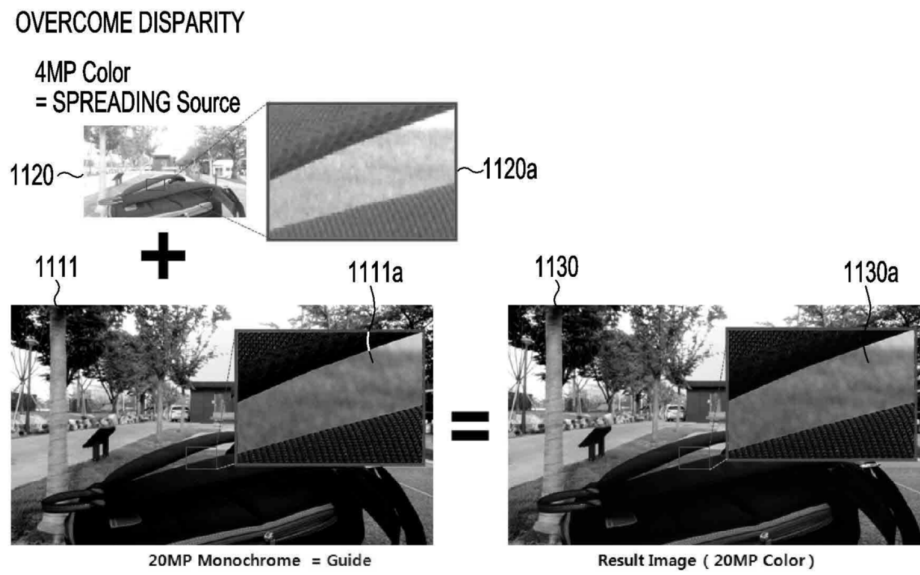 OVERCOME DISPARITY
4MP Color
= SPREADING Source
1120
1120a
1111
1111a
1130
1130a
20MP Monochrome = Guide
Result Image ( 20MP Color )